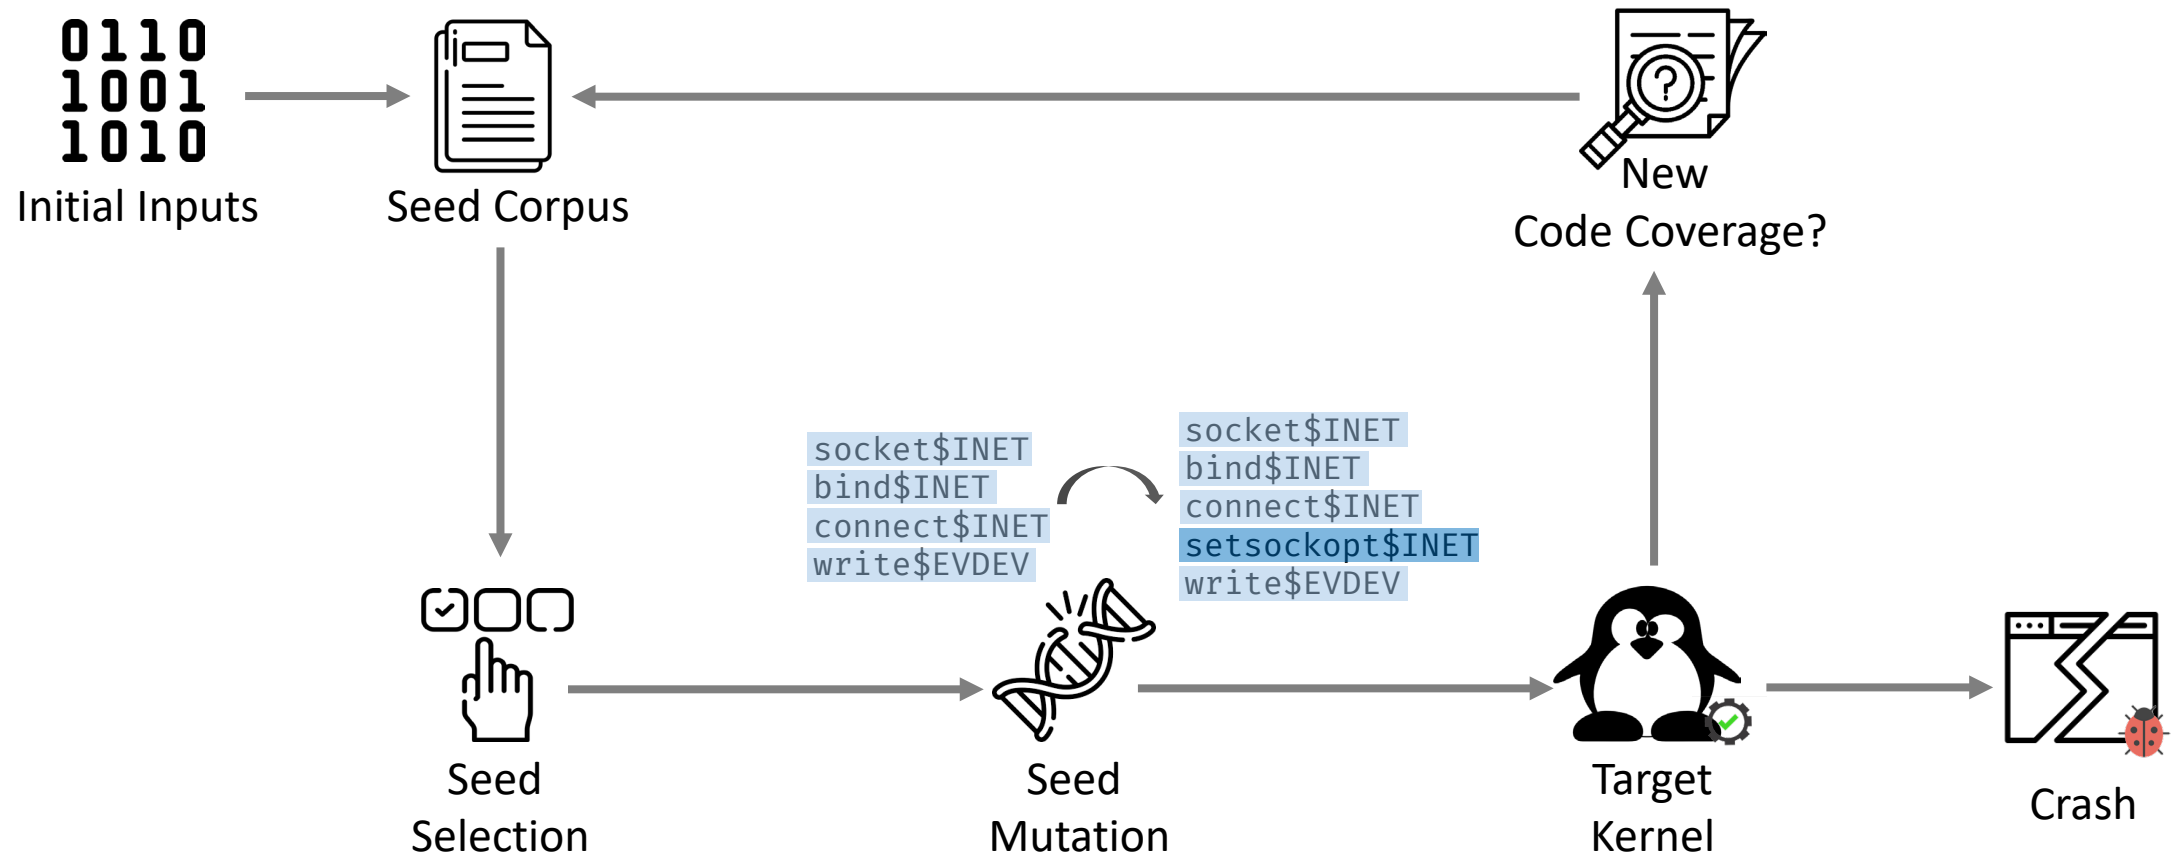 0110
1001
1010
Initial Inputs
Seed Corpus
?
New
Code Coverage?
socket$INET
bind$INET
connect$INET
write$EVDEV
socket$INET
bind$INET
connect$INET
setsockopt$INET
write$EVDEV
Seed
Selection
Seed
Mutation
Target
Kernel
Crash